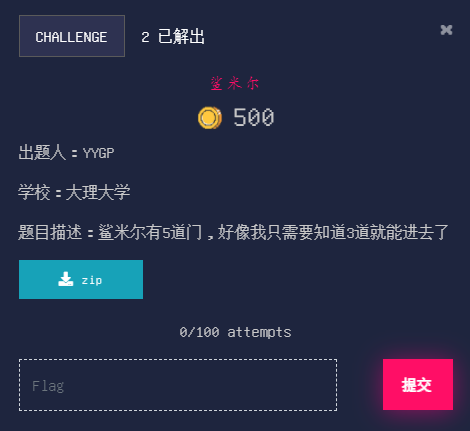 CHALLENGE 2 已解出
×
鲨米尔
500
出题人：YYGP
学校：大理大学
题目描述：鲨米尔有5道门，好像我只需要知道3道就能进去了
zip
0/100 attempts
Flag
提交